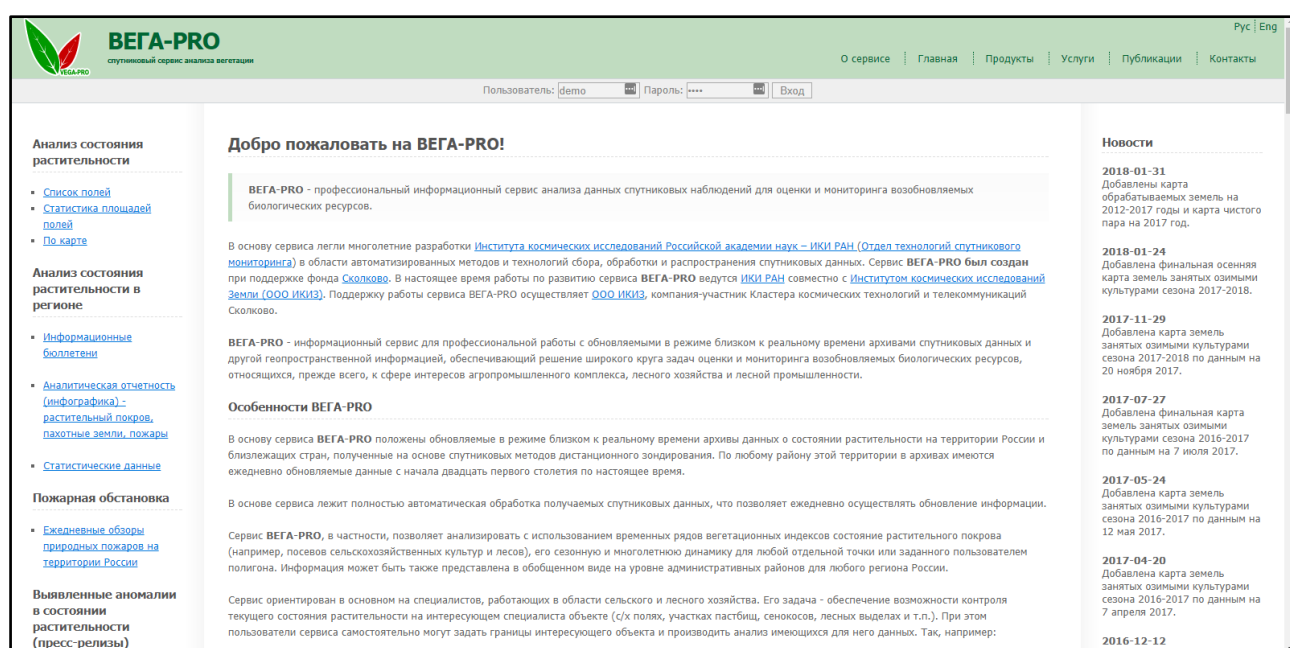 Рус Eng
ВЕГА-PRO
спутниковый сервис анализа вегетации
VEGA-PRO
О сервисе Главная Продукты Услуги Публикации Контакты
Пользователь: demo Пароль: •••• Вход
Анализ состояния
растительности
Список полей
Статистика площадей
полей
По карте
Анализ состояния
растительности в
регионе
Информационные
бюллетени
Аналитическая отчетность
(инфографика) -
растительный покров,
пахотные земли, пожары
Статистические данные
Пожарная обстановка
Ежедневные обзоры
природных пожаров на
территории России
Выявленные аномалии
в состоянии
растительности
(пресс-релизы)
Добро пожаловать на ВЕГА-PRO!
ВЕГА-PRO - профессиональный информационный сервис анализа данных спутниковых наблюдений для оценки и мониторинга возобновляемых
биологических ресурсов.
В основу сервиса легли многолетние разработки Института космических исследований Российской академии наук – ИКИ РАН (Отдел технологий спутникового
мониторинга) в области автоматизированных методов и технологий сбора, обработки и распространения спутниковых данных. Сервис ВЕГА-PRO был создан
при поддержке фонда Сколково. В настоящее время работы по развитию сервиса ВЕГА-PRO ведутся ИКИ РАН совместно с Институтом космических исследований
Земли (ООО ИКИЗ). Поддержку работы сервиса ВЕГА-PRO осуществляет ООО ИКИЗ, компания-участник Кластера космических технологий и телекоммуникаций
Сколково.
ВЕГА-PRO - информационный сервис для профессиональной работы с обновляемыми в режиме близком к реальному времени архивами спутниковых данных и
другой геопространственной информацией, обеспечивающий решение широкого круга задач оценки и мониторинга возобновляемых биологических ресурсов,
относящихся, прежде всего, к сфере интересов агропромышленного комплекса, лесного хозяйства и лесной промышленности.
Особенности ВЕГА-PRO
В основу сервиса ВЕГА-PRO положены обновляемые в режиме близком к реальному времени архивы данных о состоянии растительности на территории России и
близлежащих стран, полученные на основе спутниковых методов дистанционного зондирования. По любому району этой территории в архивах имеются
ежедневно обновляемые данные с начала двадцать первого столетия по настоящее время.
В основе сервиса лежит полностью автоматическая обработка получаемых спутниковых данных, что позволяет ежедневно осуществлять обновление информации.
Сервис ВЕГА-PRO, в частности, позволяет анализировать с использованием временных рядов вегетационных индексов состояние растительного покрова
(например, посевов сельскохозяйственных культур и лесов), его сезонную и многолетнюю динамику для любой отдельной точки или заданного пользователем
полигона. Информация может быть также представлена в обобщенном виде на уровне административных районов для любого региона России.
Сервис ориентирован в основном на специалистов, работающих в области сельского и лесного хозяйства. Его задача - обеспечение возможности контроля
текущего состояния растительности на интересующем специалиста объекте (с/х полях, участках пастбищ, сенокосов, лесных выделах и т.п.). При этом
пользователи сервиса самостоятельно могут задать границы интересующего объекта и производить анализ имеющихся для него данных. Так, например:
Новости
2018-01-31
Добавлены карта
обрабатываемых земель на
2012-2017 годы и карта чистого
пара на 2017 год.
2018-01-24
Добавлена финальная осенняя
карта земель занятых озимыми
культурами сезона 2017-2018.
2017-11-29
Добавлена карта земель
занятых озимыми культурами
сезона 2017-2018 по данным на
20 ноября 2017.
2017-07-27
Добавлена финальная карта
земель занятых озимыми
культурами сезона 2016-2017
по данным на 7 июля 2017.
2017-05-24
Добавлена карта земель
занятых озимыми культурами
сезона 2016-2017 по данным на
12 мая 2017.
2017-04-20
Добавлена карта земель
занятых озимыми культурами
сезона 2016-2017 по данным на
7 апреля 2017.
2016-12-12